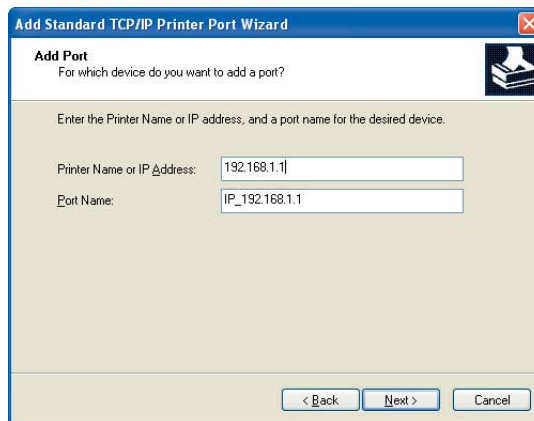 Add Standard TCP/IP Printer Port Wizard
Add Port
For which device do you want to add a port?
Enter the Printer Name or IP address, and a port name for the desired device.
Printer Name or IP Address: 192.168.1.1
Port Name: IP_192.168.1.1
< Back Next > Cancel